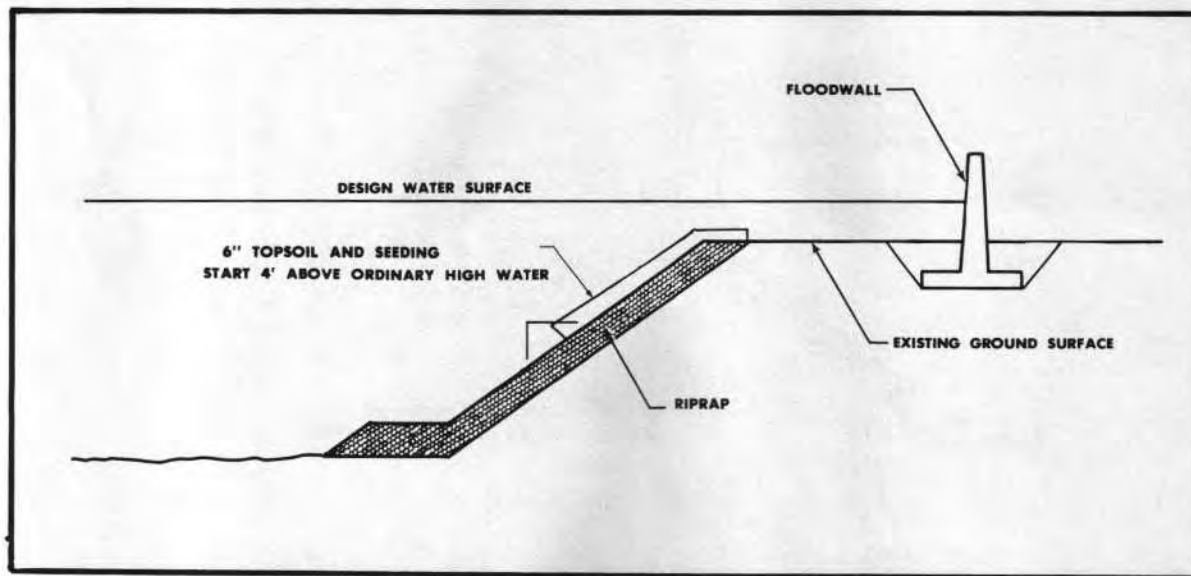 FLOODWALL
DESIGN WATER SURFACE
6" TOPSOIL AND SEEDING
START 4' ABOVE ORDINARY HIGH WATER
EXISTING GROUND SURFACE
RIPRAP